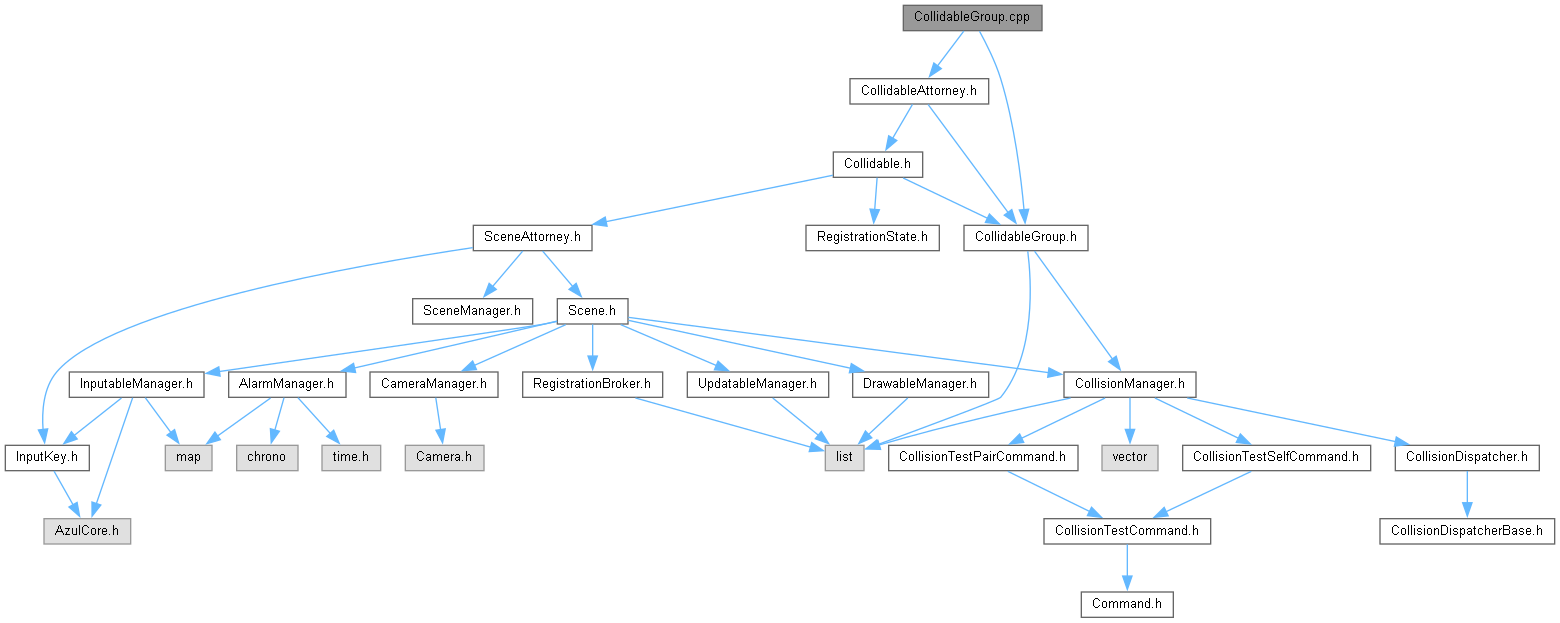 CollidableGroup.cpp
CollidableAttorney.h
Collidable.h
SceneAttorney.h
RegistrationState.h
CollidableGroup.h
SceneManager.h
Scene.h
InputableManager.h
AlarmManager.h
CameraManager.h
RegistrationBroker.h
UpdatableManager.h
DrawableManager.h
CollisionManager.h
InputKey.h
map
chrono
time.h
Camera.h
list
CollisionTestPairCommand.h
vector
CollisionTestSelfCommand.h
CollisionDispatcher.h
AzulCore.h
CollisionTestCommand.h
CollisionDispatcherBase.h
Command.h